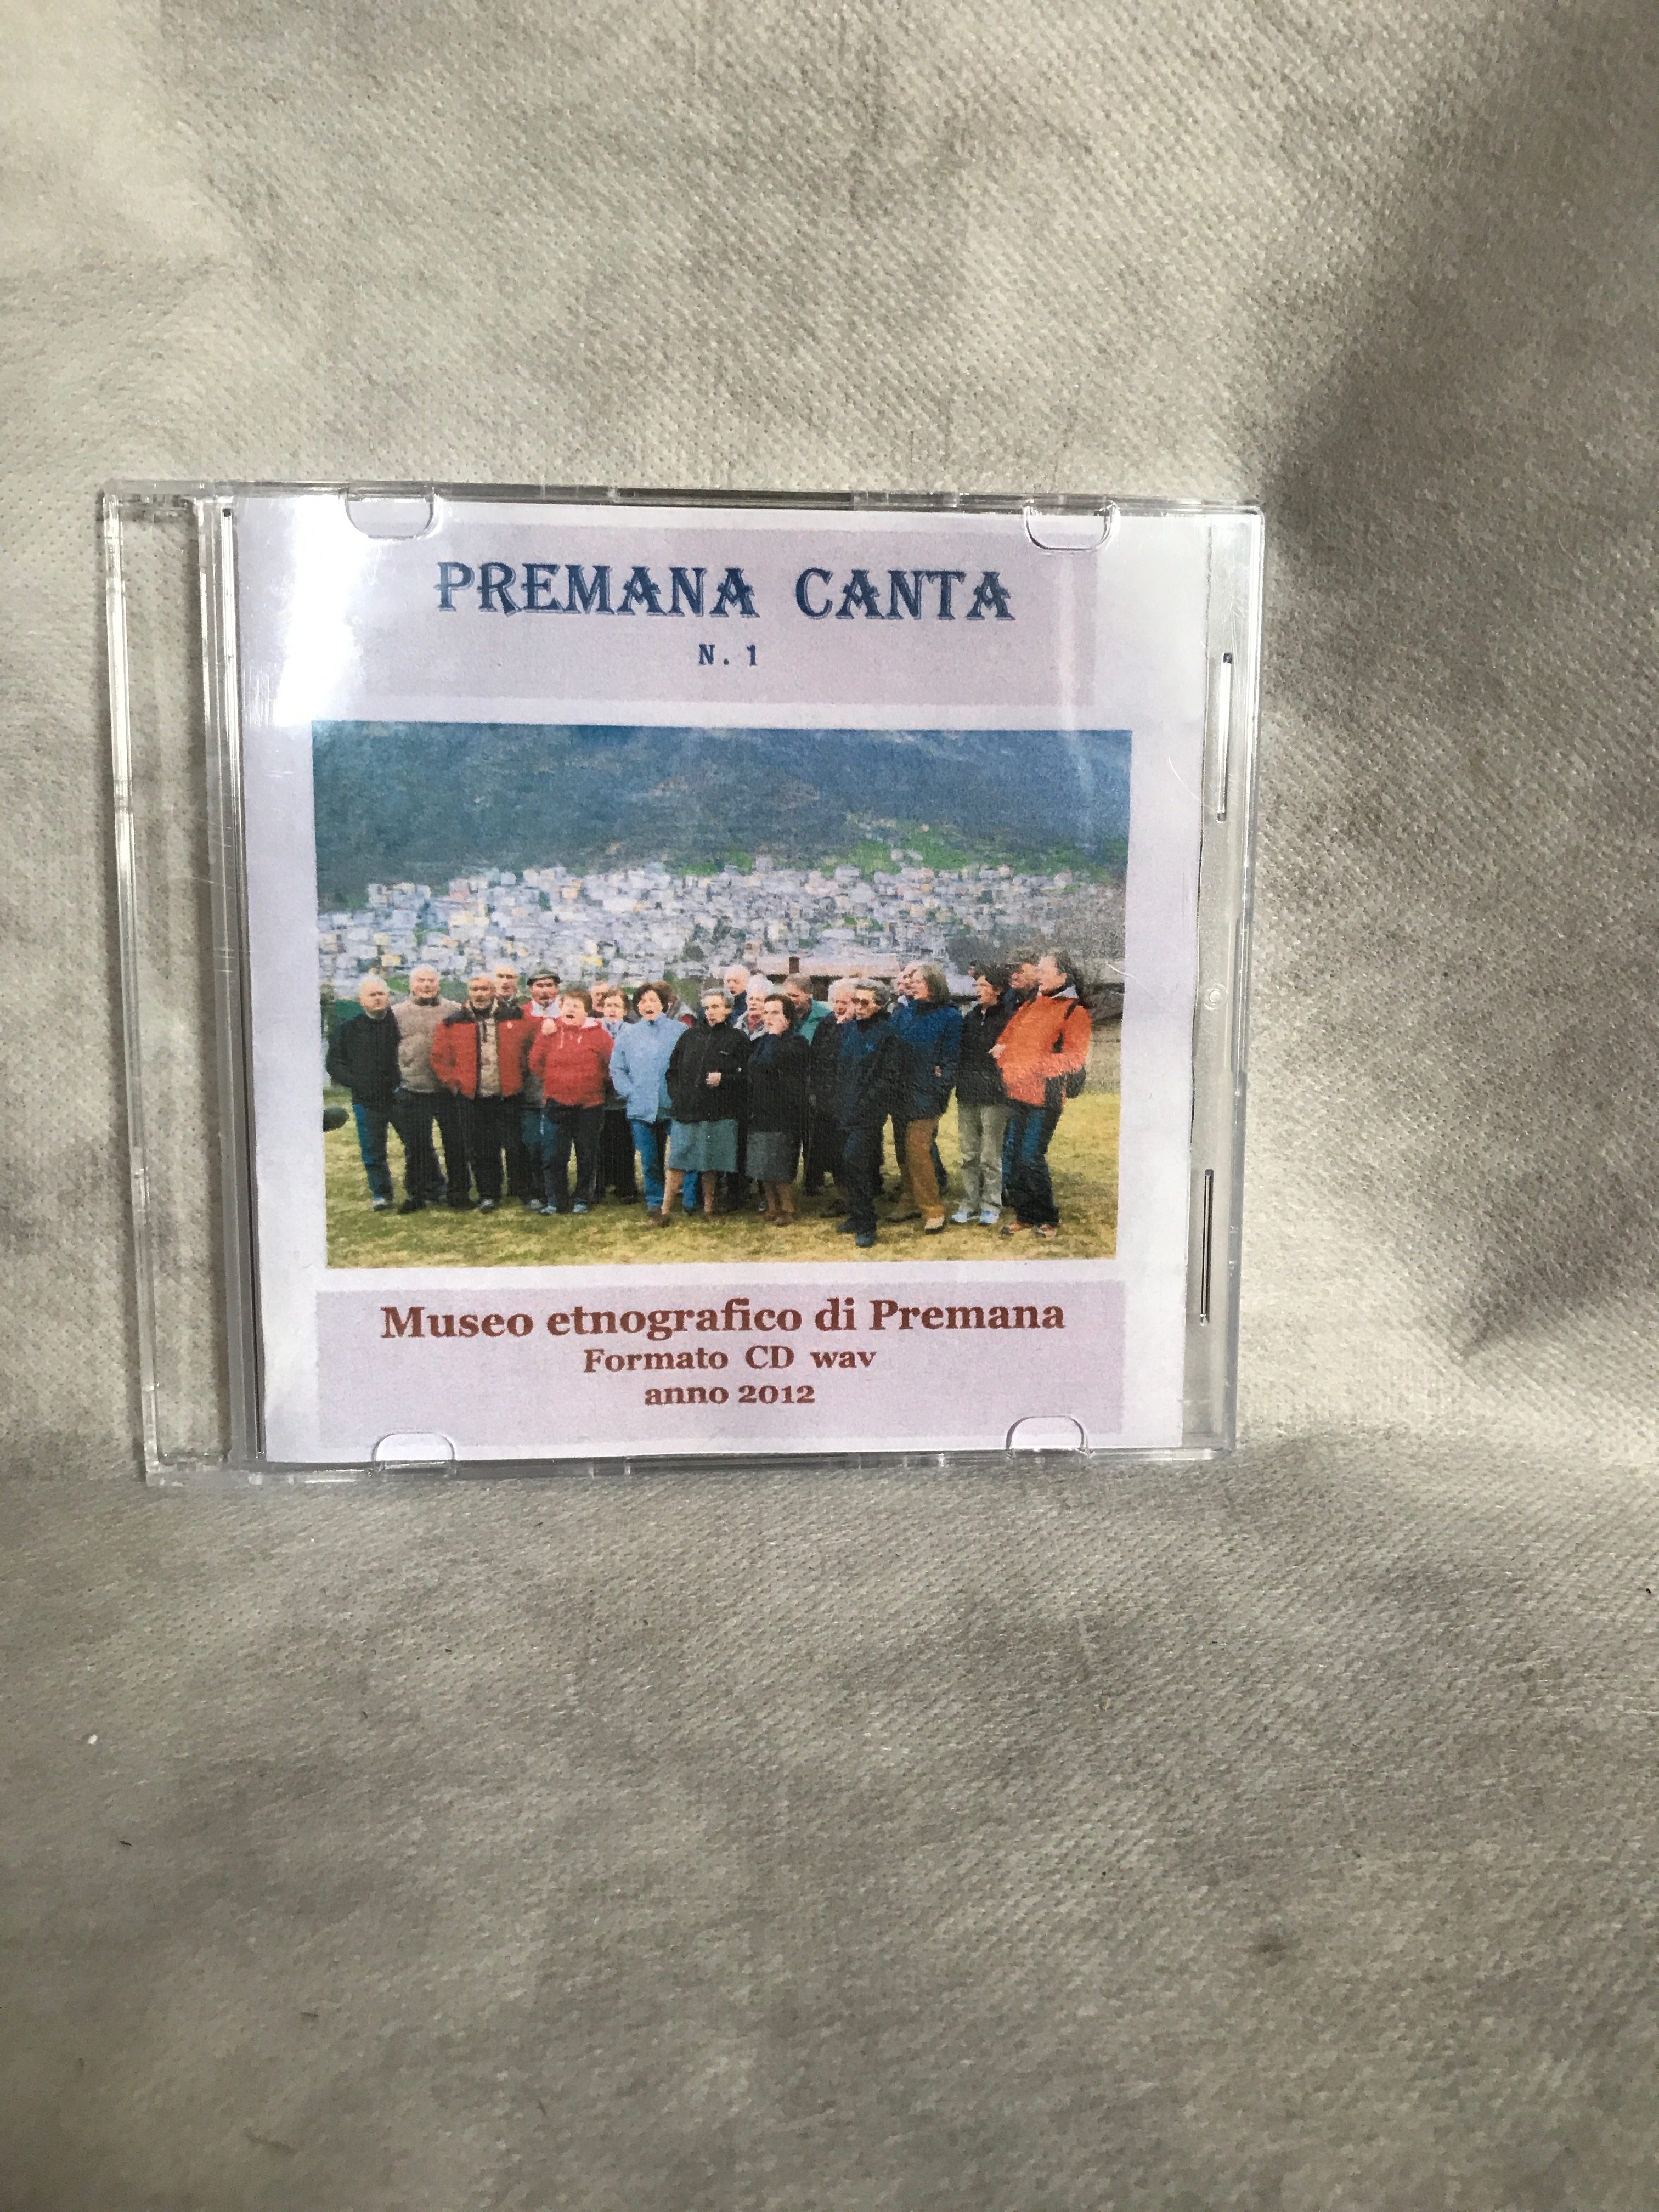 PREMANA CANTA
N. 1
Museo etnografico di Premana
Formato CD wav
anno 2012